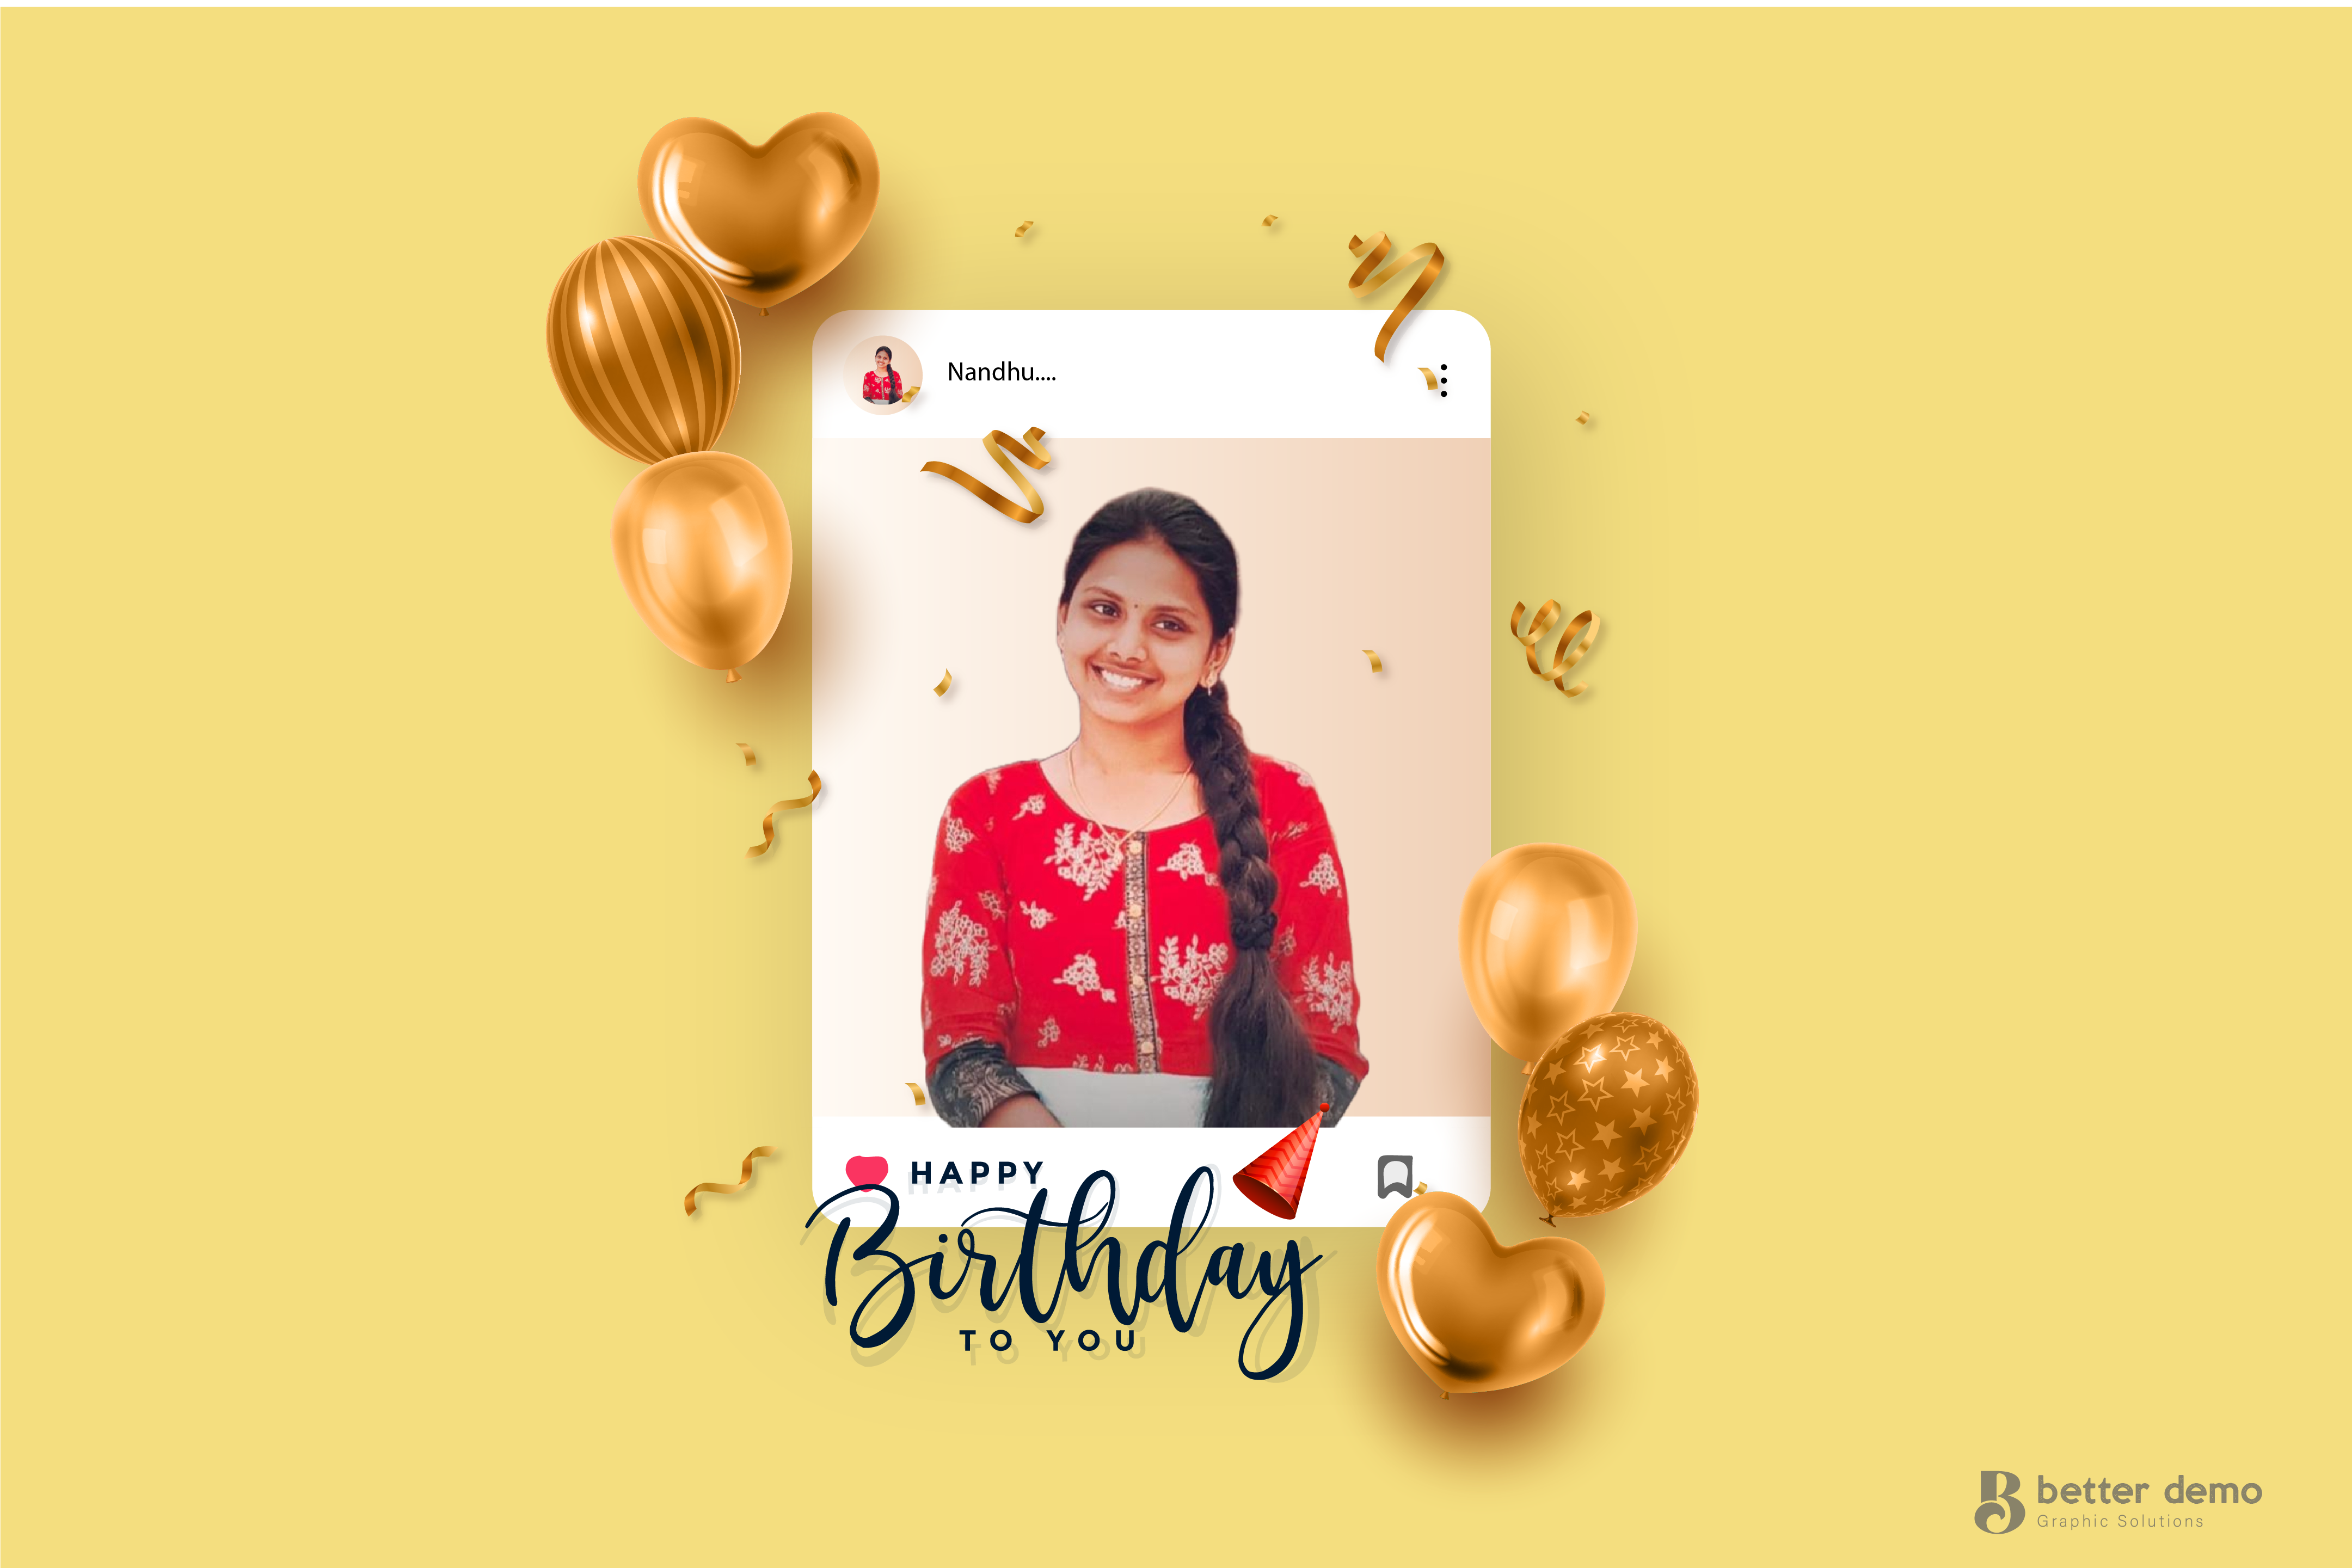 Nandhu....
HAPPY
Birthday
TO YOU
better demo
Graphic Solutions